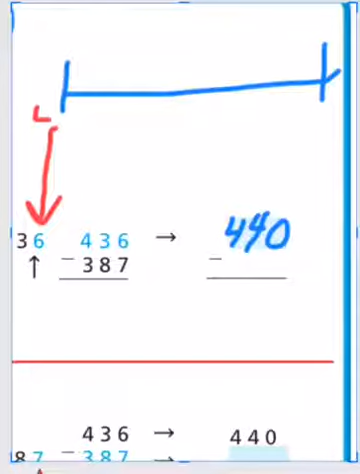 L
36 436 → 440
↑ − 387 −
436 → 440
87 − 387 →